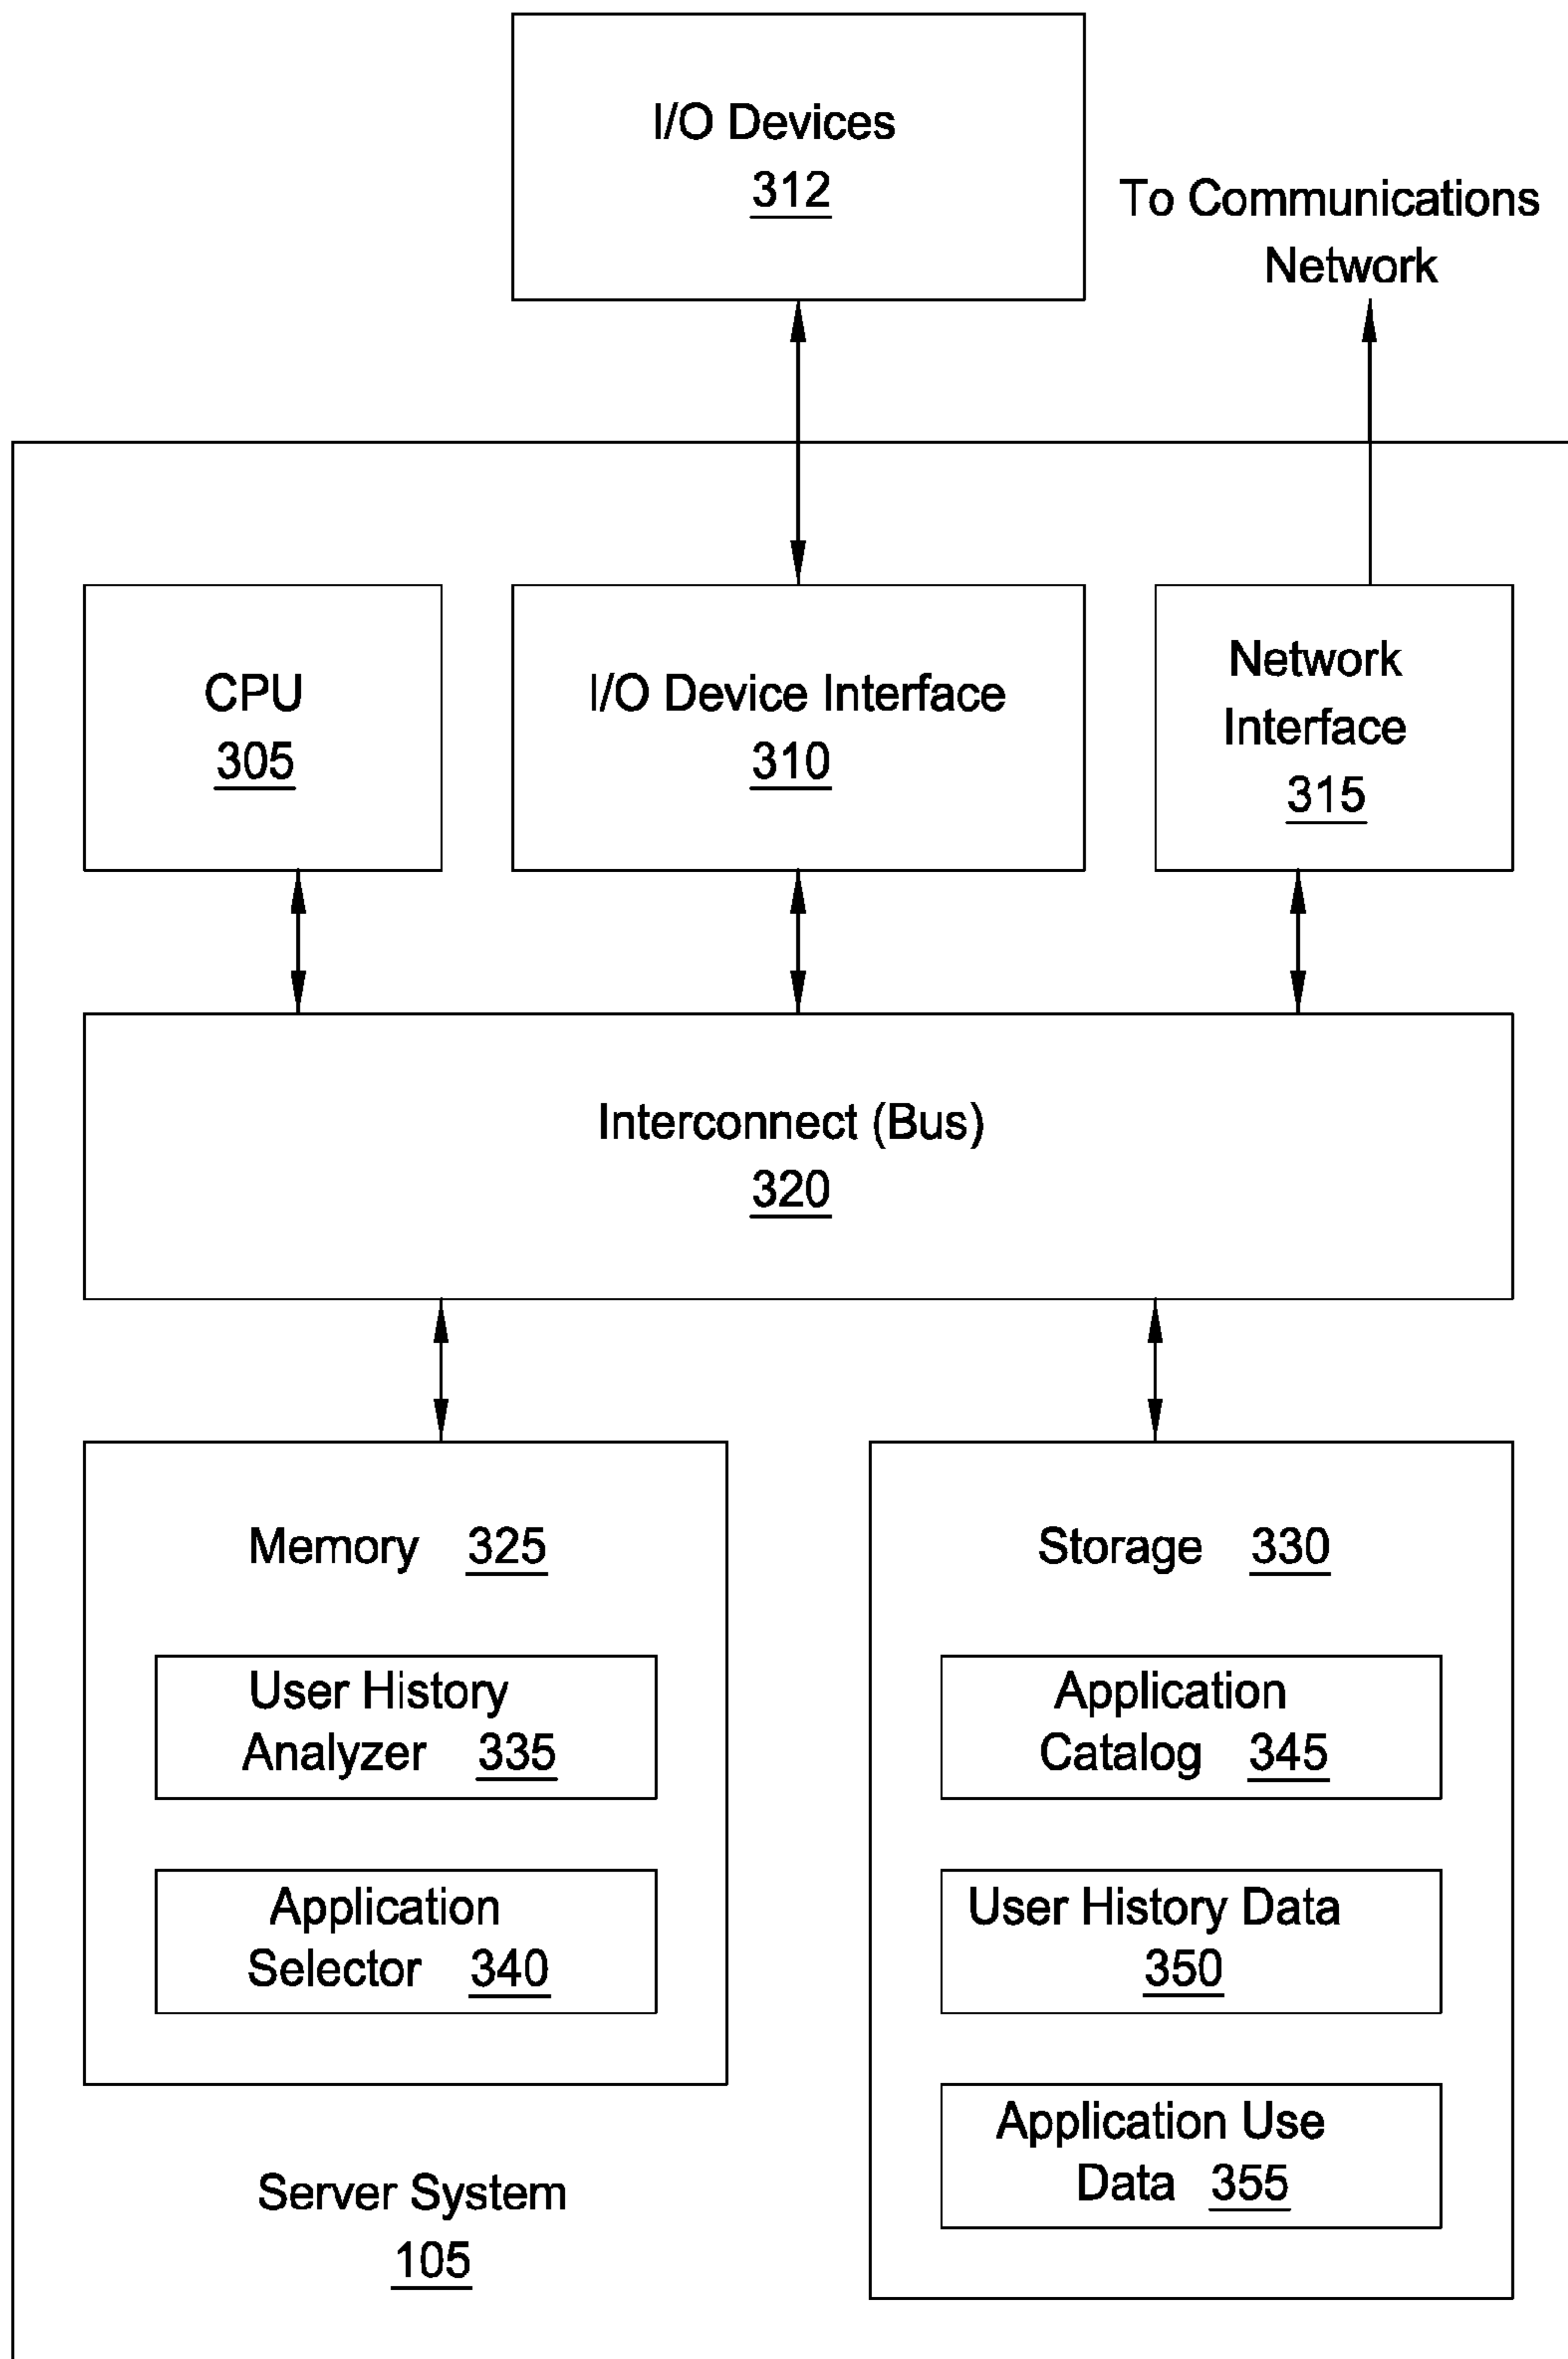 I/O Devices
312
To Communications
Network
CPU
305
I/O Device Interface
310
Network
Interface
315
Interconnect (Bus)
320
Memory 325
User History
Analyzer 335
Application
Selector 340
Storage 330
Application
Catalog 345
User History Data
350
Application Use
Data 355
Server System
105